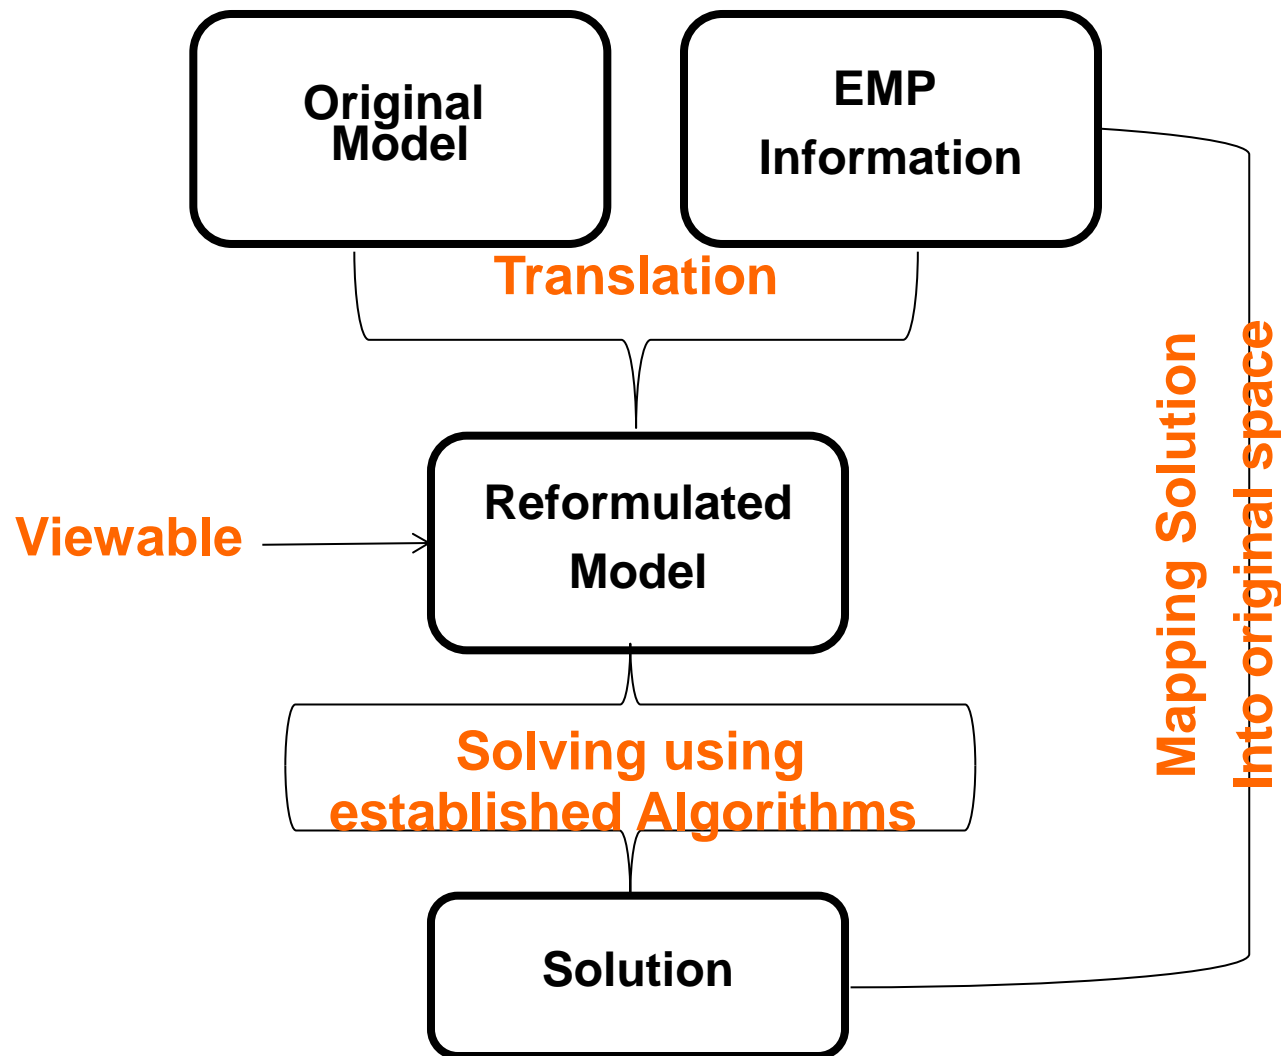 Original
Model
EMP
Information
Translation
Viewable
Reformulated
Model
Mapping Solution
Into original space
Solving using
established Algorithms
Solution